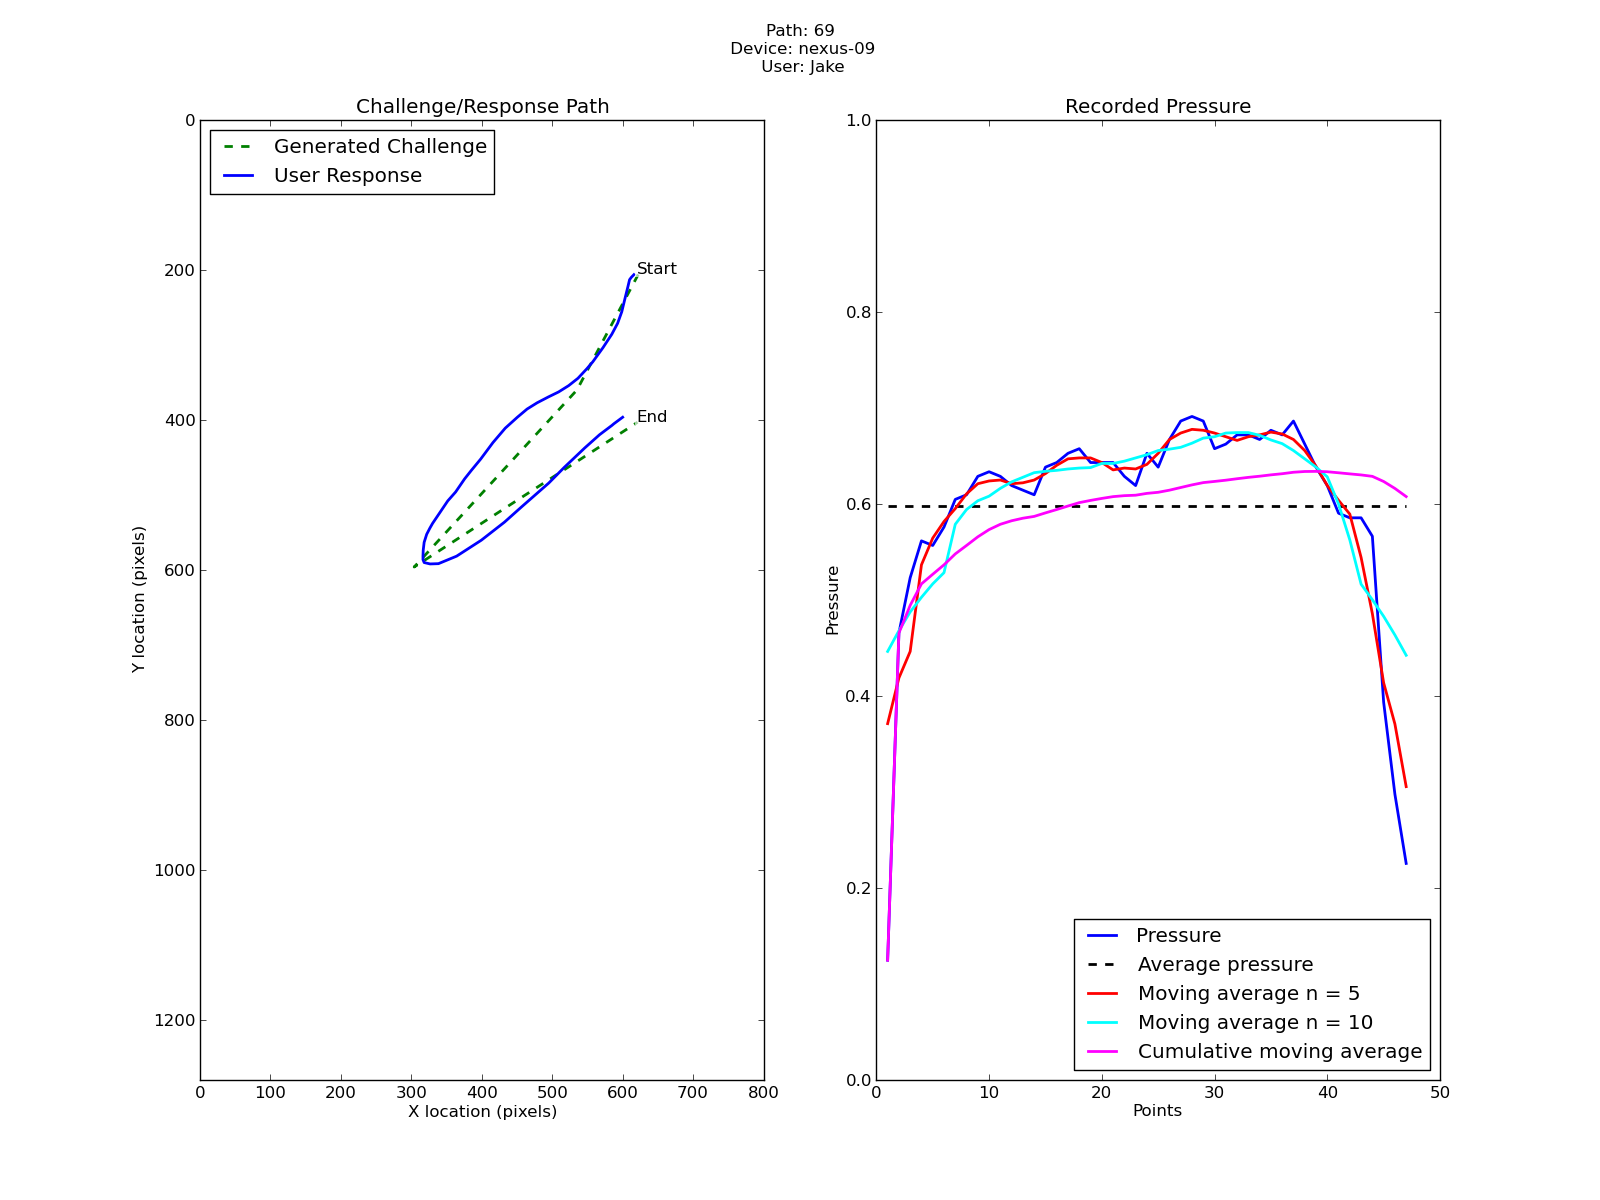 Path: 69
Device: nexus-09
User: Jake
Challenge/Response Path
Generated Challenge
User Response
Start
End
0
200
400
600
800
1000
1200
Y location (pixels)
0 100 200 300 400 500 600 700 800
X location (pixels)
Recorded Pressure
1.0
0.8
0.6
0.4
0.2
0.0
Pressure
Pressure
Average pressure
Moving average n = 5
Moving average n = 10
Cumulative moving average
0 10 20 30 40 50
Points